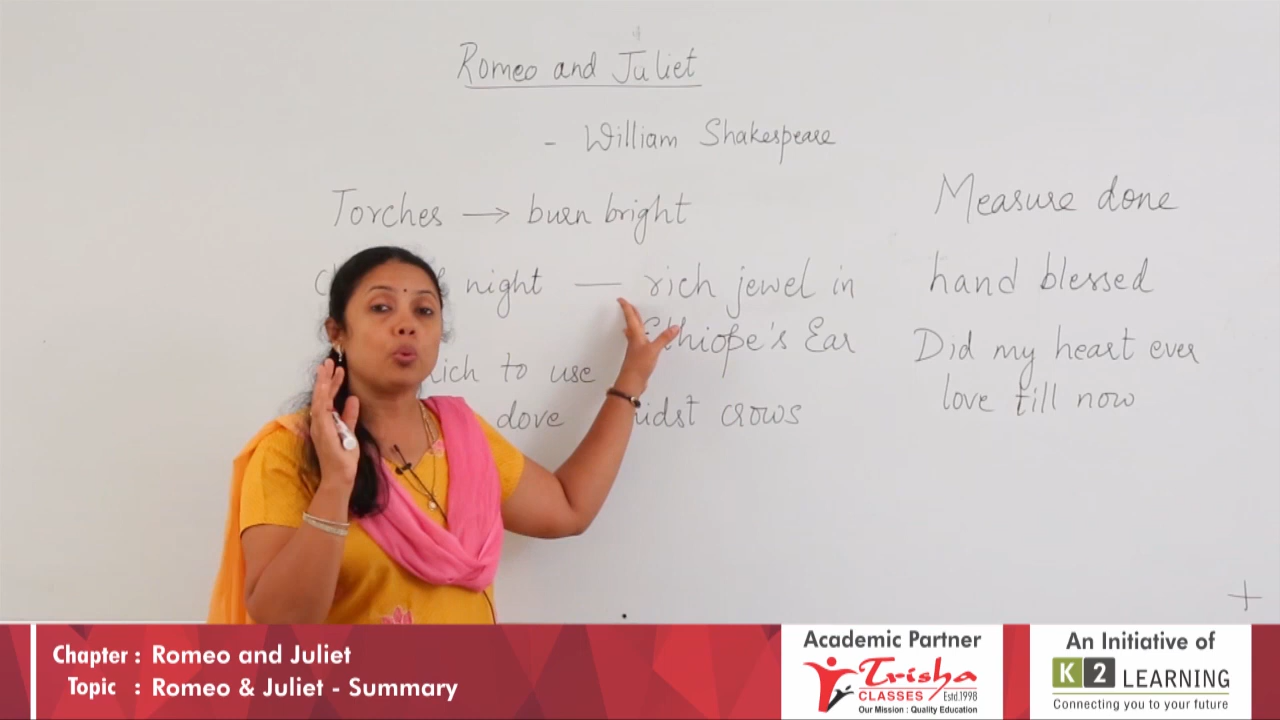 Romeo and Juliet
- William Shakespeare
Torches → burn bright
night — rich jewel in
Ethiope's Ear
rich to use
dove amidst crows
Measure done
hand blessed
Did my heart ever
love till now
Chapter : Romeo and Juliet
Topic : Romeo & Juliet - Summary
Academic Partner
Trisha
CLASSES Estd.1998
Our Mission : Quality Education
An Initiative of
K2 LEARNING
Connecting you to your future